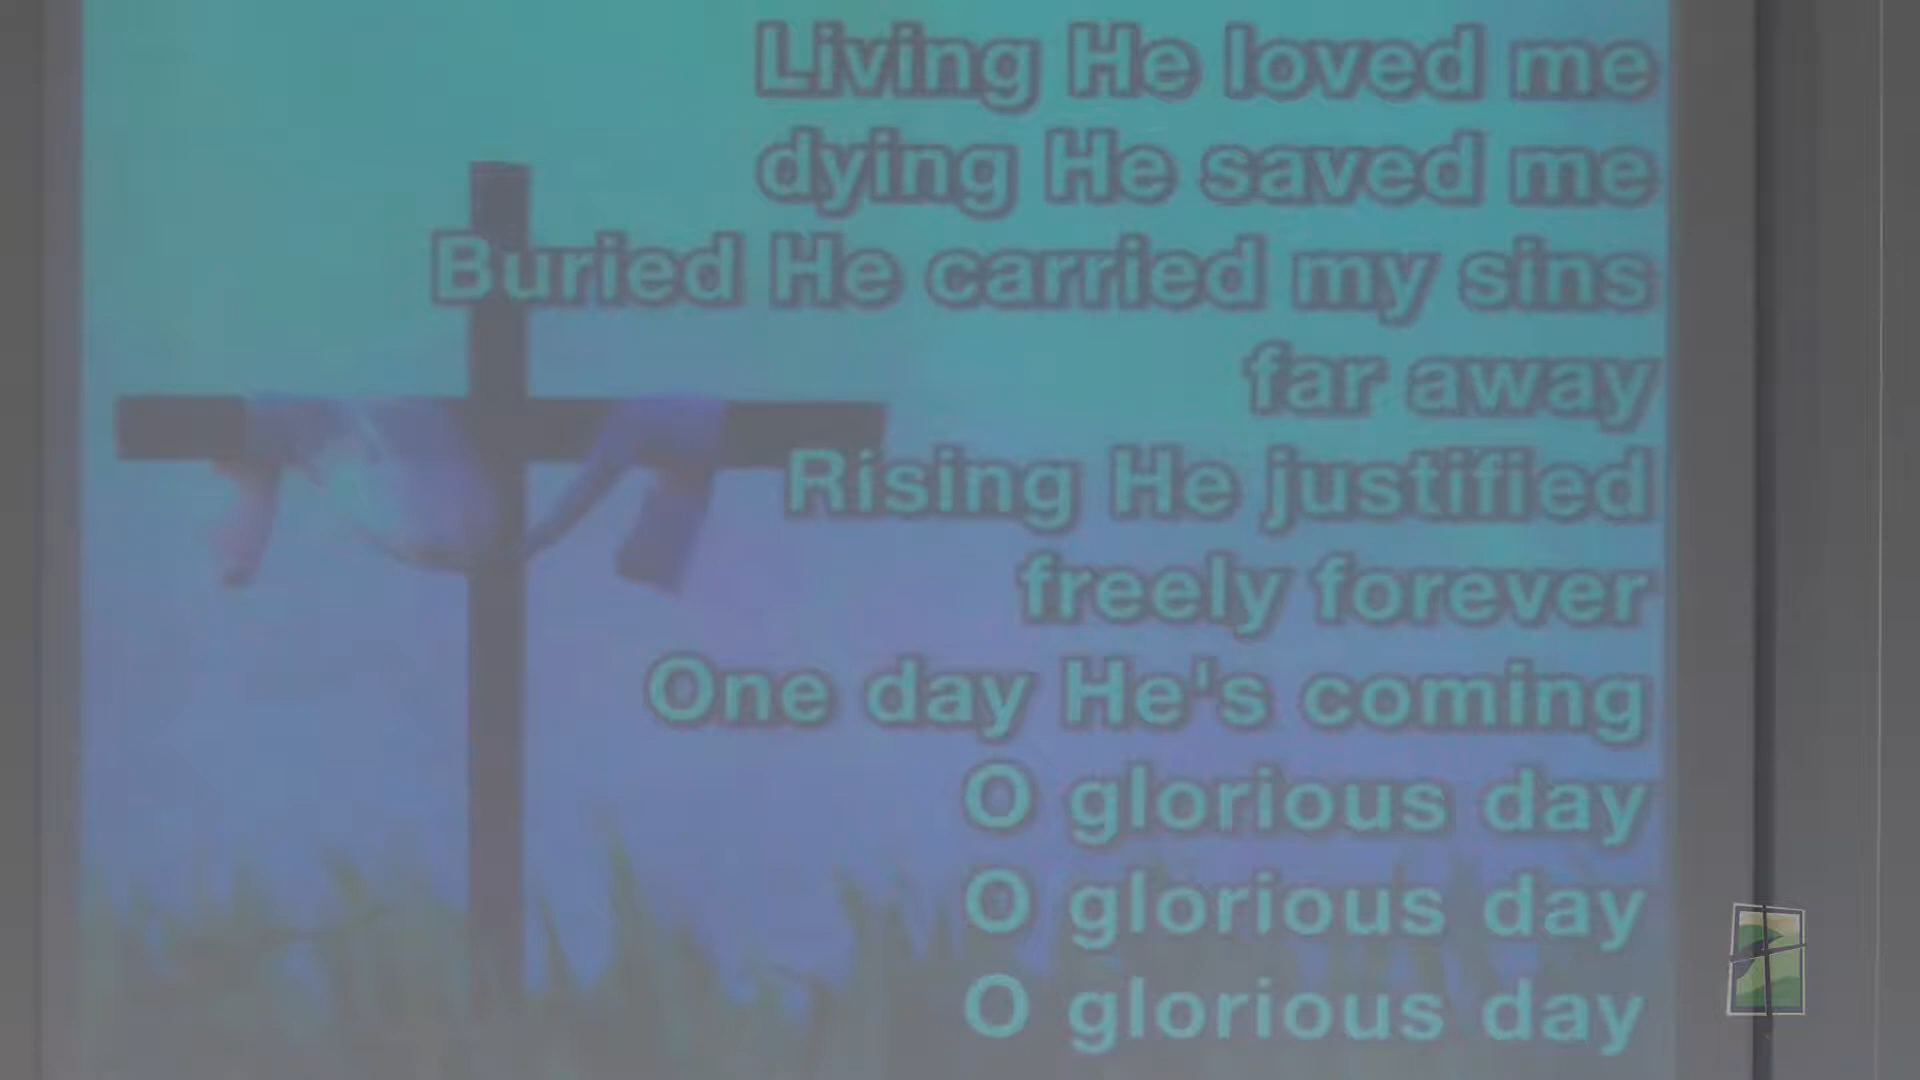 Living He loved me
dying He saved me
Buried He carried my sins
far away
Rising He justified
freely forever
One day He's coming
O glorious day
O glorious day
O glorious day